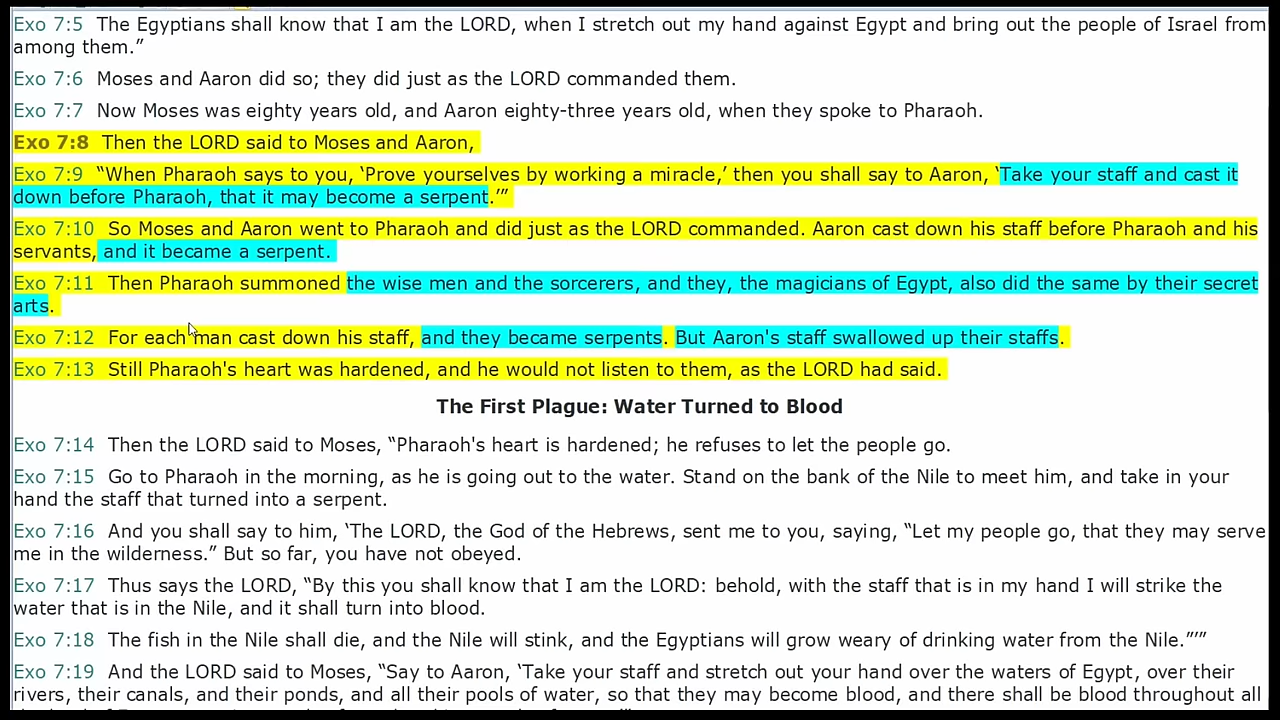 Exo 7:5 The Egyptians shall know that I am the LORD, when I stretch out my hand against Egypt and bring out the people of Israel from
among them.”
Exo 7:6 Moses and Aaron did so; they did just as the LORD commanded them.
Exo 7:7 Now Moses was eighty years old, and Aaron eighty-three years old, when they spoke to Pharaoh.
Exo 7:8 Then the LORD said to Moses and Aaron,
Exo 7:9 “When Pharaoh says to you, ‘Prove yourselves by working a miracle,’ then you shall say to Aaron, ‘Take your staff and cast it
down before Pharaoh, that it may become a serpent.’”
Exo 7:10 So Moses and Aaron went to Pharaoh and did just as the LORD commanded. Aaron cast down his staff before Pharaoh and his
servants, and it became a serpent.
Exo 7:11 Then Pharaoh summoned the wise men and the sorcerers, and they, the magicians of Egypt, also did the same by their secret
arts.
Exo 7:12 For each man cast down his staff, and they became serpents. But Aaron's staff swallowed up their staffs.
Exo 7:13 Still Pharaoh's heart was hardened, and he would not listen to them, as the LORD had said.
The First Plague: Water Turned to Blood
Exo 7:14 Then the LORD said to Moses, “Pharaoh's heart is hardened; he refuses to let the people go.
Exo 7:15 Go to Pharaoh in the morning, as he is going out to the water. Stand on the bank of the Nile to meet him, and take in your
hand the staff that turned into a serpent.
Exo 7:16 And you shall say to him, ‘The LORD, the God of the Hebrews, sent me to you, saying, “Let my people go, that they may serve
me in the wilderness.” But so far, you have not obeyed.
Exo 7:17 Thus says the LORD, “By this you shall know that I am the LORD: behold, with the staff that is in my hand I will strike the
water that is in the Nile, and it shall turn into blood.
Exo 7:18 The fish in the Nile shall die, and the Nile will stink, and the Egyptians will grow weary of drinking water from the Nile.”’”
Exo 7:19 And the LORD said to Moses, “Say to Aaron, ‘Take your staff and stretch out your hand over the waters of Egypt, over their
rivers, their canals, and their ponds, and all their pools of water, so that they may become blood, and there shall be blood throughout all